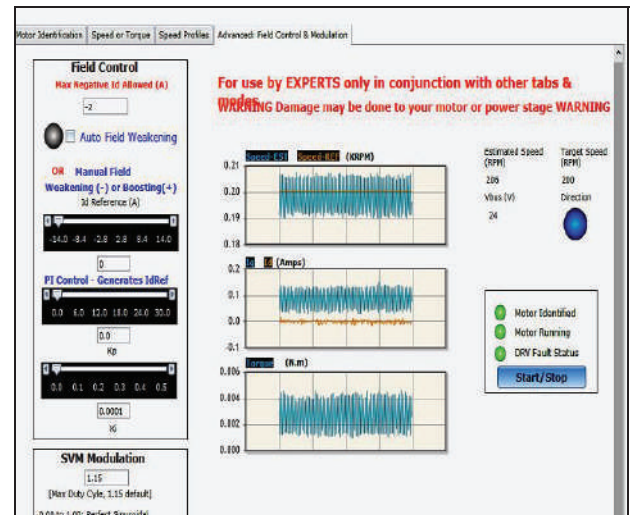 Motor Identification Speed or Torque Speed Profiles Advanced: Field Control & Modulation
Field Control
Max Negative Id Allowed (A)
-2
Auto Field Weakening
OR Manual Field
Weakening (-) or Boosting(+)
Id Reference (A)
-14.0 -8.4 -2.8 2.8 8.4 14.0
0
PI Control - Generates IdRef
0.0 6.0 12.0 18.0 24.0 30.0
0.0
Kp
0.0 0.1 0.2 0.3 0.4 0.5
0.0001
Ki
SVM Modulation
1.15
[Max Duty Cyle, 1.15 default]
For use by EXPERTS only in conjunction with other tabs &
modes
WARNING Damage may be done to your motor or power stage WARNING
Speed EST Speed REF (KRPM)
0.21
0.20
0.19
0.18
(Amps)
0.2
0.1
0.0
-0.1
Torque (N.m)
0.006
0.004
0.002
0.000
Estimated Speed
(RPM)
206
Target Speed
(RPM)
200
Vbus (V)
24
Direction
Motor Identified
Motor Running
DRV Fault Status
Start/Stop